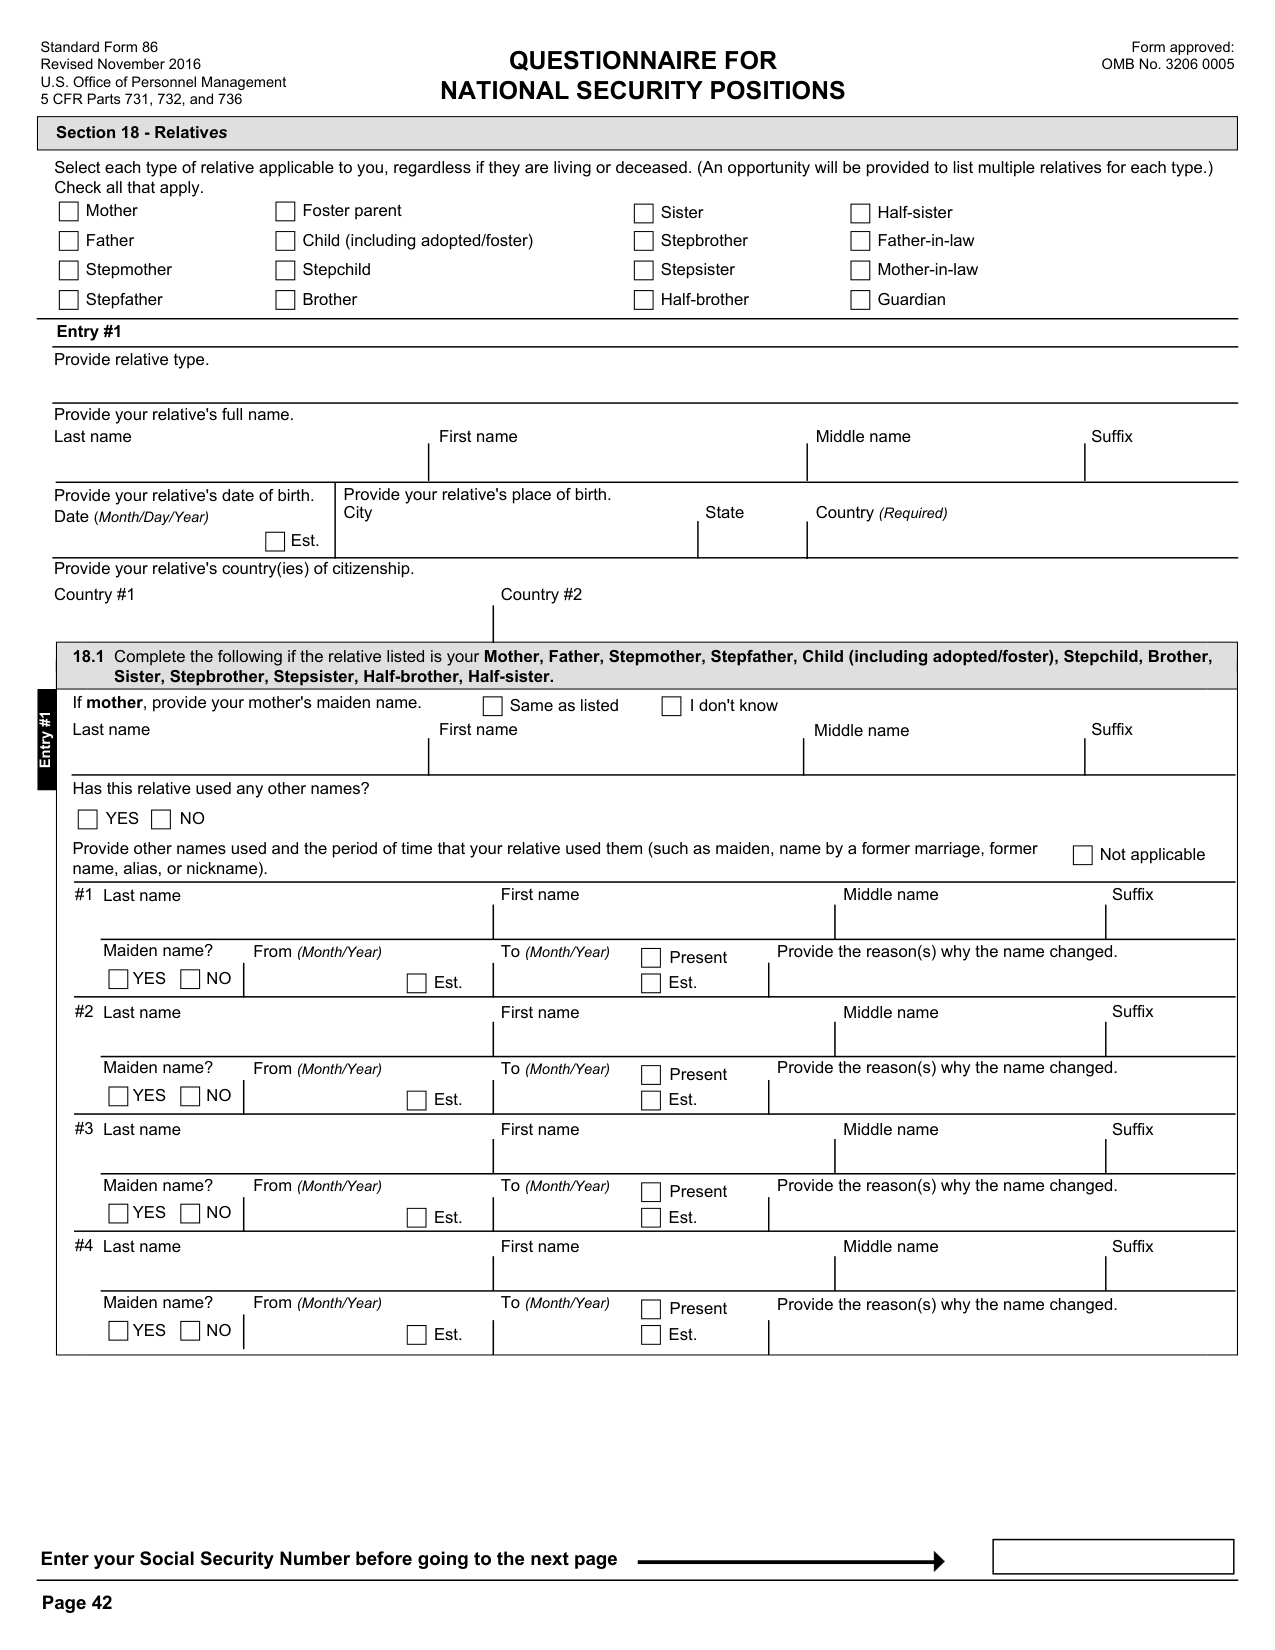 Standard Form 86
Revised November 2016
U.S. Office of Personnel Management
5 CFR Parts 731, 732, and 736
QUESTIONNAIRE FOR
NATIONAL SECURITY POSITIONS
Form approved:
OMB No. 3206 0005
Section 18 - Relatives
Select each type of relative applicable to you, regardless if they are living or deceased. (An opportunity will be provided to list multiple relatives for each type.)
Check all that apply.
Mother Foster parent Sister Half-sister
Father Child (including adopted/foster) Stepbrother Father-in-law
Stepmother Stepchild Stepsister Mother-in-law
Stepfather Brother Half-brother Guardian
Entry #1
Provide relative type.
Provide your relative's full name.
Last name First name Middle name Suffix
Provide your relative's date of birth. Provide your relative's place of birth.
Date (Month/Day/Year) City State Country (Required)
Est.
Provide your relative's country(ies) of citizenship.
Country #1 Country #2
18.1 Complete the following if the relative listed is your Mother, Father, Stepmother, Stepfather, Child (including adopted/foster), Stepchild, Brother,
Sister, Stepbrother, Stepsister, Half-brother, Half-sister.
Entry #1
If mother, provide your mother's maiden name. Same as listed I don't know
Last name First name Middle name Suffix
Has this relative used any other names?
YES NO
Provide other names used and the period of time that your relative used them (such as maiden, name by a former marriage, former
name, alias, or nickname). Not applicable
#1 Last name First name Middle name Suffix
Maiden name? From (Month/Year) To (Month/Year) Present Provide the reason(s) why the name changed.
YES NO Est. Est.
#2 Last name First name Middle name Suffix
Maiden name? From (Month/Year) To (Month/Year) Present Provide the reason(s) why the name changed.
YES NO Est. Est.
#3 Last name First name Middle name Suffix
Maiden name? From (Month/Year) To (Month/Year) Present Provide the reason(s) why the name changed.
YES NO Est. Est.
#4 Last name First name Middle name Suffix
Maiden name? From (Month/Year) To (Month/Year) Present Provide the reason(s) why the name changed.
YES NO Est. Est.
Enter your Social Security Number before going to the next page
Page 42